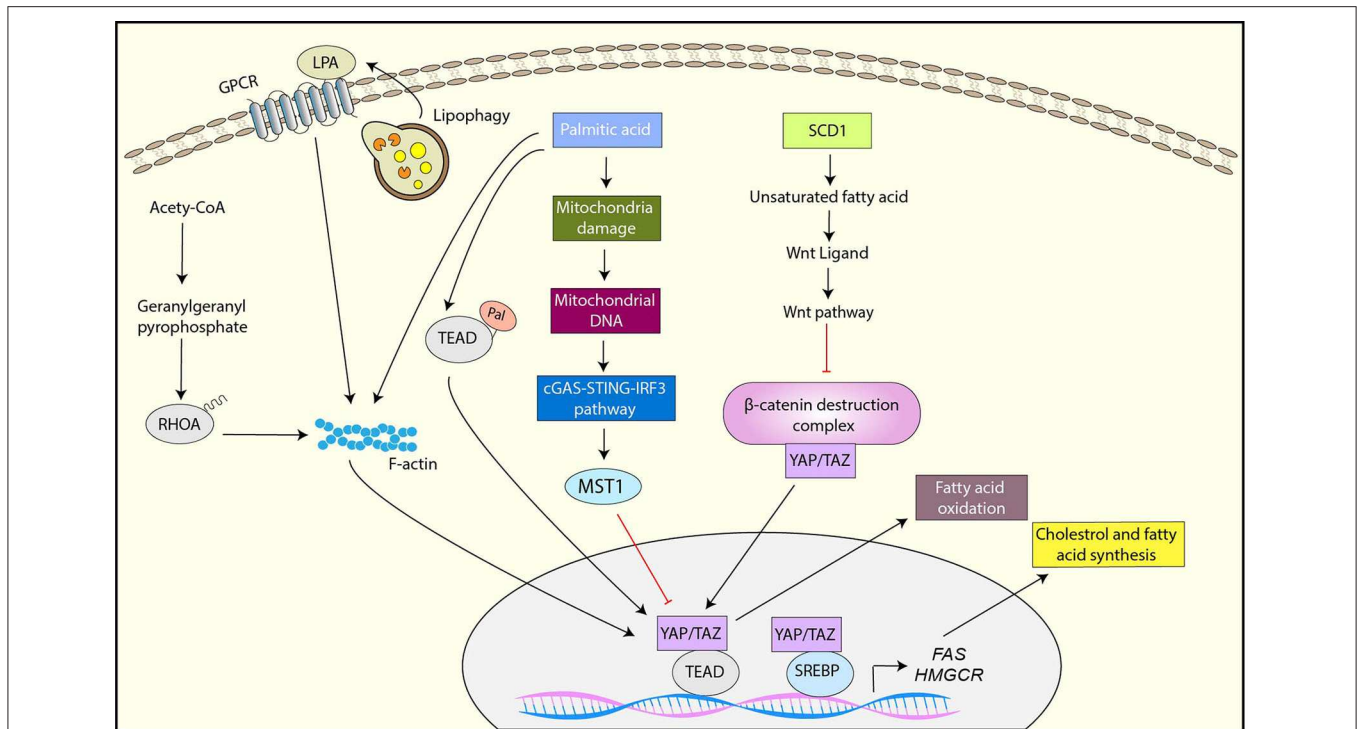 LPA
GPCR
Lipophagy
Palmitic acid
SCD1
Acety-CoA
Mitochondria
damage
Unsaturated fatty acid
Wnt Ligand
Geranylgeranyl
pyrophosphate
Pal
TEAD
Mitochondrial
DNA
Wnt pathway
cGAS-STING-IRF3
pathway
β-catenin destruction
complex
RHOA
F-actin
YAP/TAZ
MST1
Fatty acid
oxidation
Cholestrol and fatty
acid synthesis
YAP/TAZ
YAP/TAZ
TEAD
SREBP
FAS
HMGCR